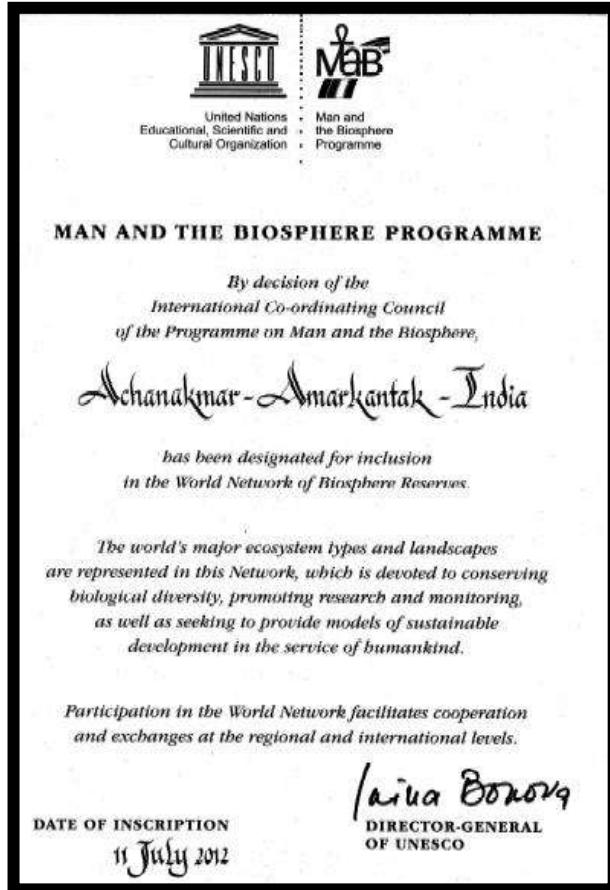 UNESCO
MaB
United Nations
Educational, Scientific and
Cultural Organization
Man and
the Biosphere
Programme
MAN AND THE BIOSPHERE PROGRAMME
By decision of the
International Co-ordinating Council
of the Programme on Man and the Biosphere,
Achanakmar - Amarkantak - India
has been designated for inclusion
in the World Network of Biosphere Reserves.
The world's major ecosystem types and landscapes
are represented in this Network, which is devoted to conserving
biological diversity, promoting research and monitoring,
as well as seeking to provide models of sustainable
development in the service of humankind.
Participation in the World Network facilitates cooperation
and exchanges at the regional and international levels.
Irina Bokova
DATE OF INSCRIPTION
11 July 2012
DIRECTOR-GENERAL
OF UNESCO